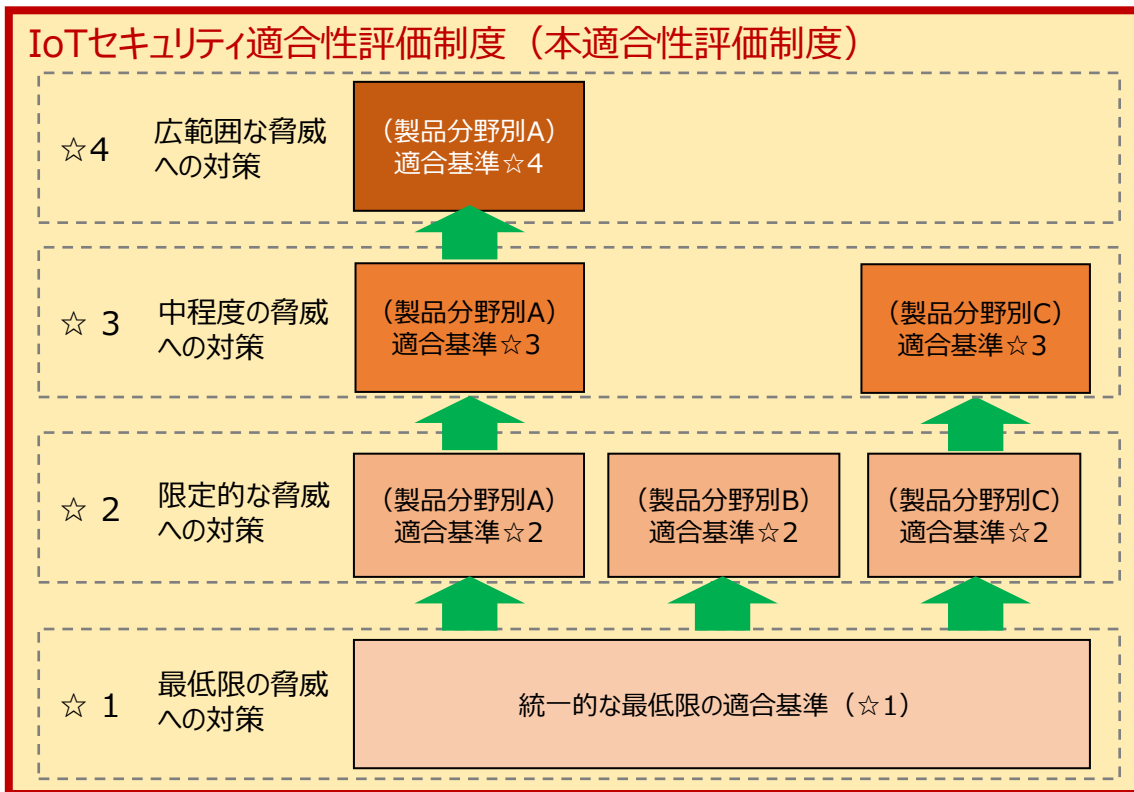 IoTセキュリティ適合性評価制度（本適合性評価制度）
☆4
広範囲な脅威
への対策
（製品分野別A）
適合基準☆4
☆ 3
中程度の脅威
への対策
（製品分野別A）
適合基準☆3
（製品分野別C）
適合基準☆3
☆ 2
限定的な脅威
への対策
（製品分野別A）
適合基準☆2
（製品分野別B）
適合基準☆2
（製品分野別C）
適合基準☆2
☆ 1
最低限の脅威
への対策
統一的な最低限の適合基準（☆1）